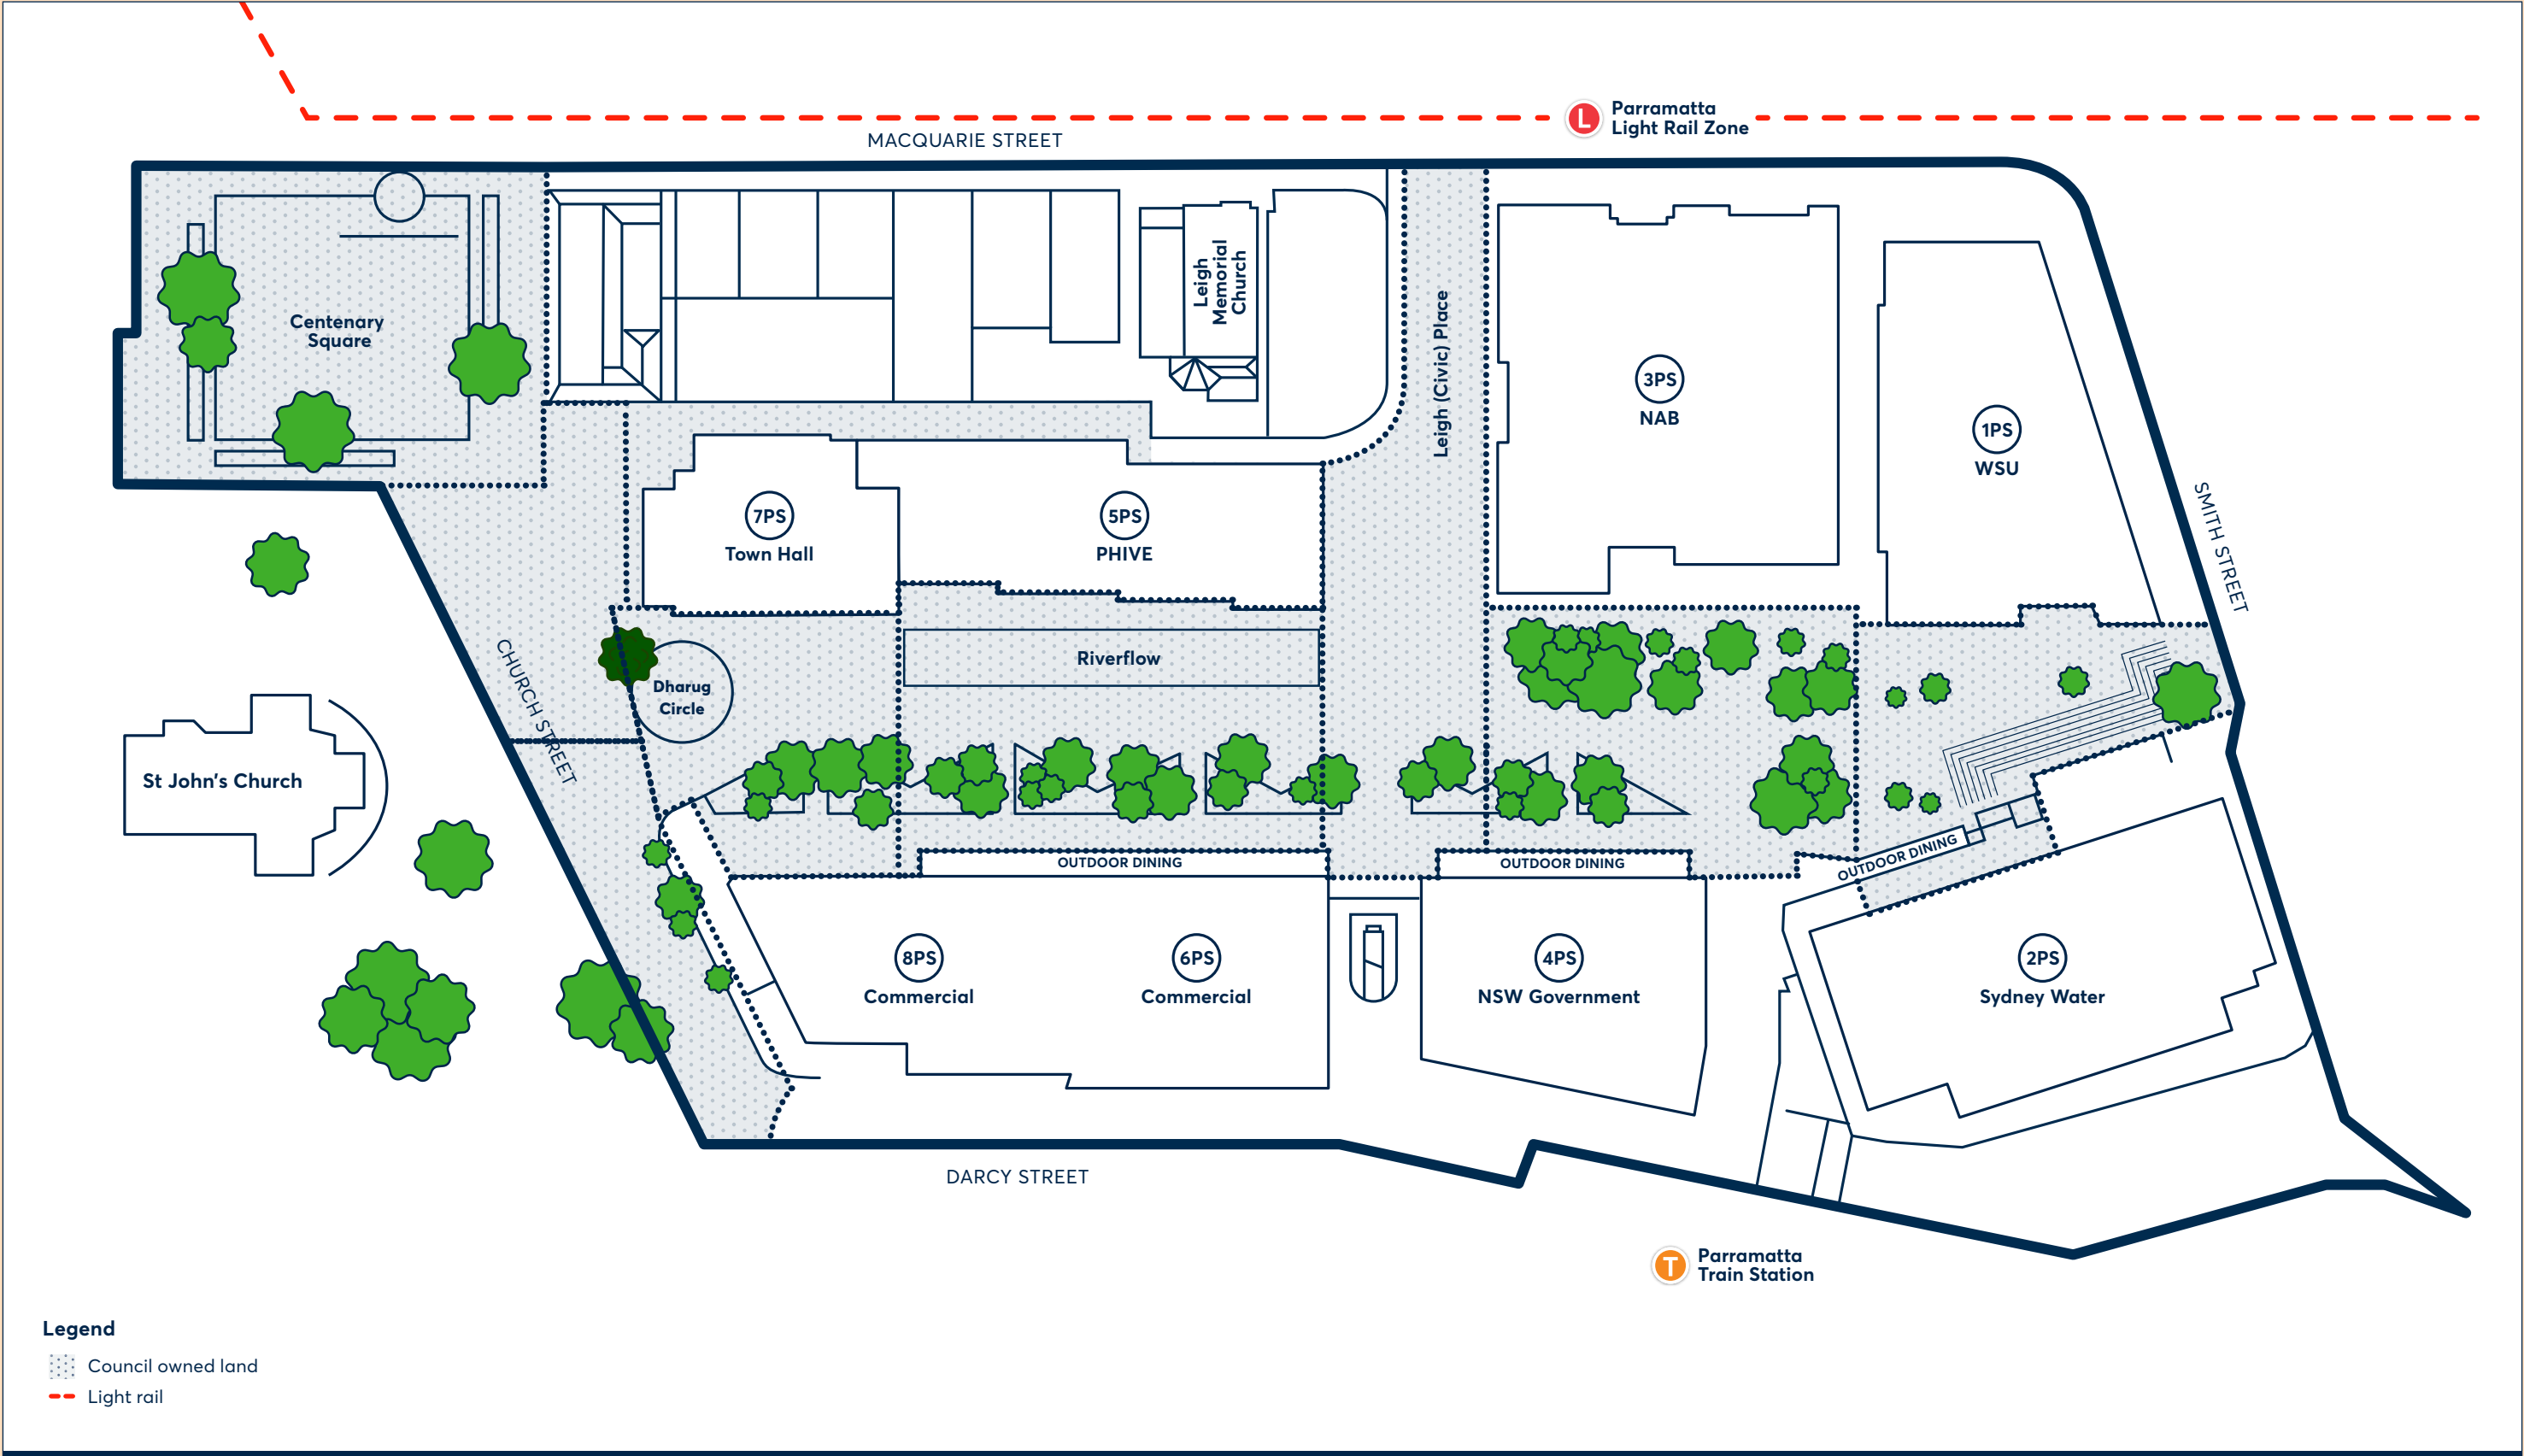 L
Parramatta
Light Rail Zone
MACQUARIE STREET
Centenary
Square
Leigh
Memorial
Church
Leigh (Civic) Place
3PS
NAB
1PS
WSU
SMITH STREET
7PS
Town Hall
5PS
PHIVE
CHURCH STREET
Dharug
Circle
Riverflow
St John's Church
OUTDOOR DINING
OUTDOOR DINING
OUTDOOR DINING
8PS
Commercial
6PS
Commercial
4PS
NSW Government
2PS
Sydney Water
DARCY STREET
T
Parramatta
Train Station
Legend
Council owned land
Light rail